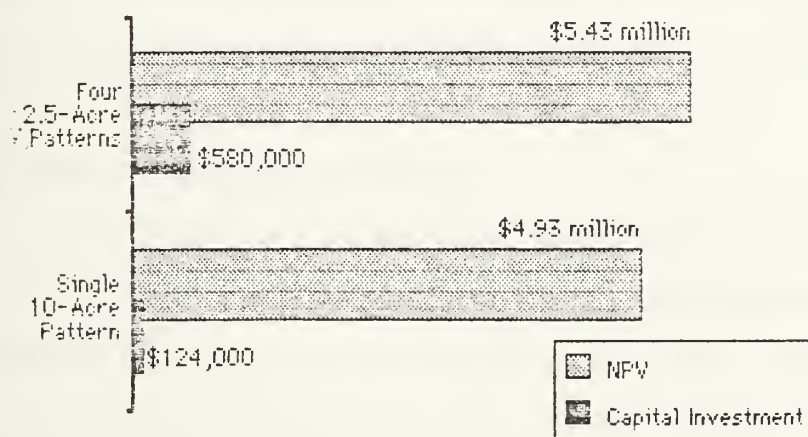 $5.43 million
Four
2.5-Acre
Patterns
$580,000
$4.93 million
Single
10-Acre
Pattern
$124,000
NPV
Capital Investment